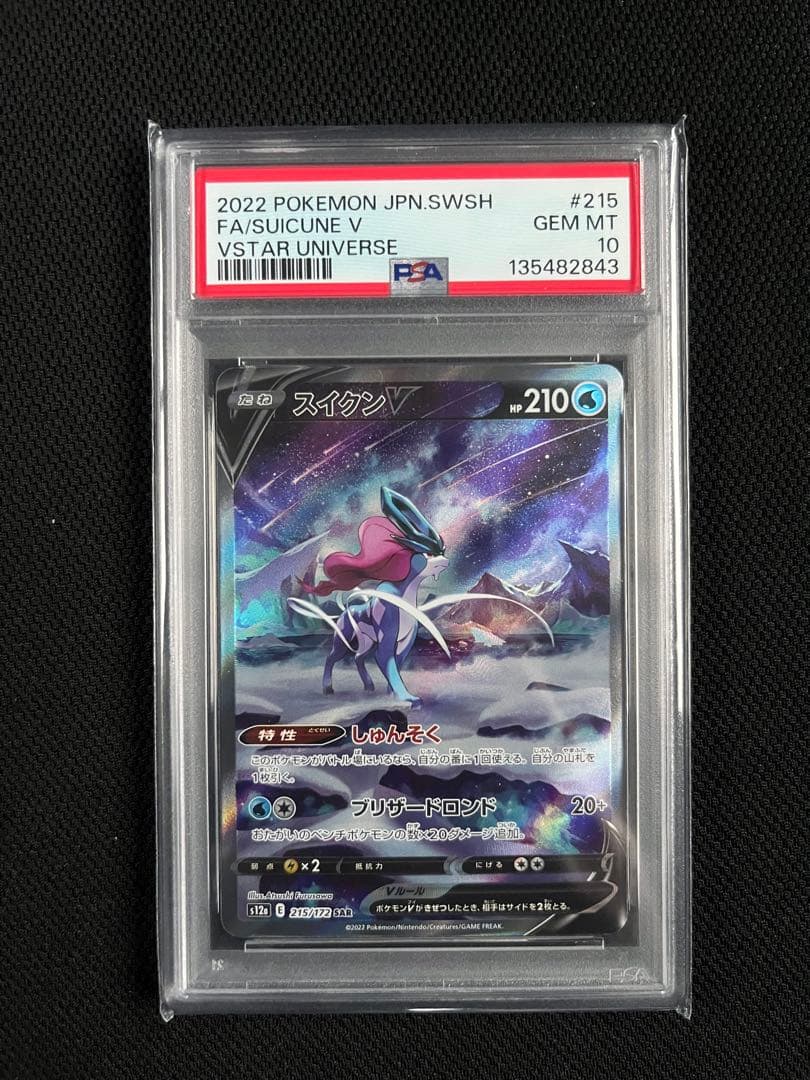 2022 POKEMON JPN.SWSH #215
FA/SUICUNE V GEM MT
VSTAR UNIVERSE 10
PSA 135482843
たね スイクンV HP 210
特性 とくせい しゅんそく
このポケモンがバトル場にいるなら、自分の番に1回使える。自分の山札を
1枚引く。
ブリザードロンド 20+
おたがいのベンチポケモンの数×20ダメージ追加。
弱点 ×2 抵抗力 にげる
Vルール
ポケモンVがきぜつしたとき、相手はサイドを2枚とる。
Illus.Atsushi Furusawa
s12a E 215/172 SAR
©2022 Pokémon/Nintendo/Creatures/GAME FREAK.